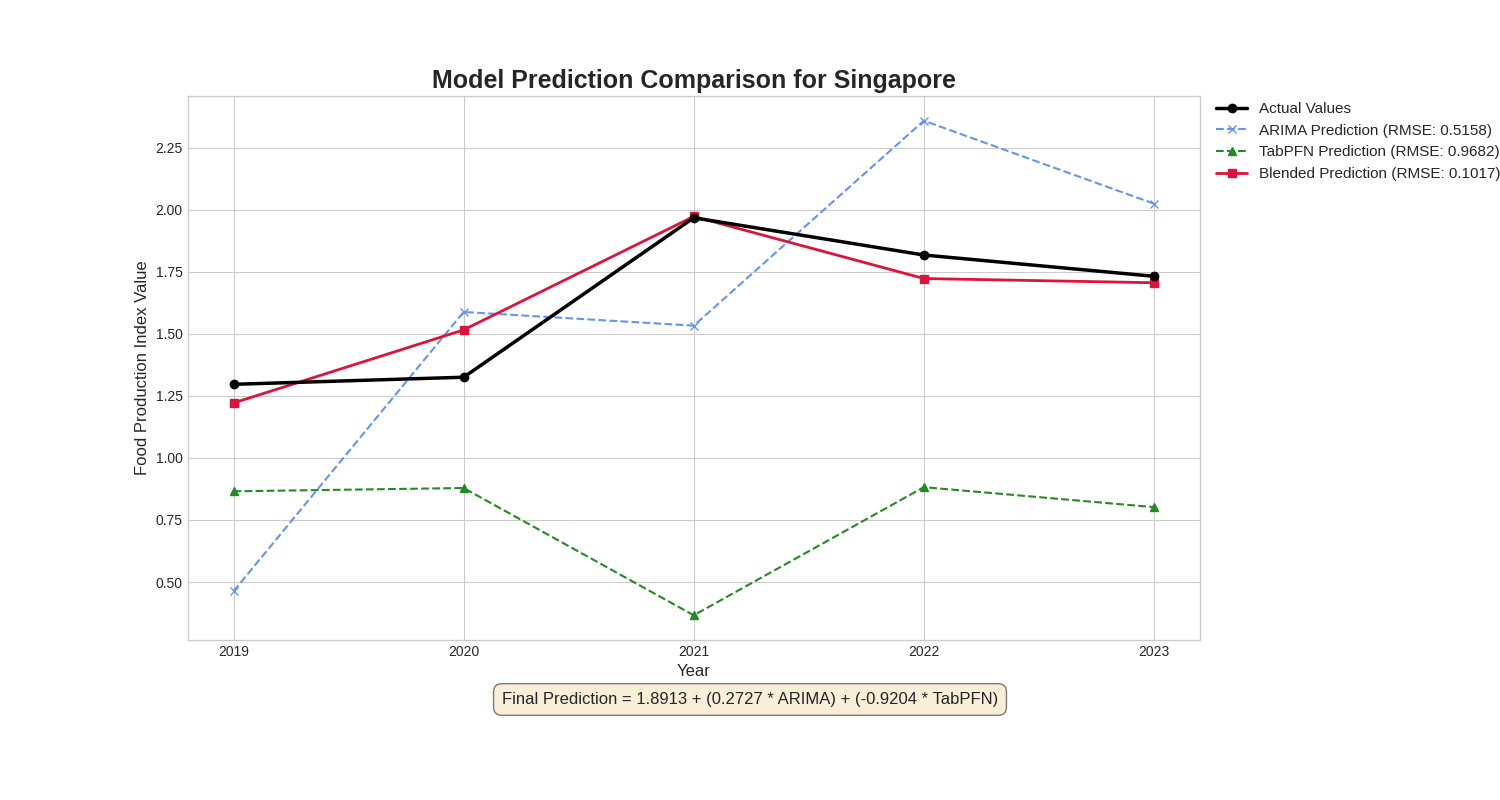 Model Prediction Comparison for Singapore
Actual Values
ARIMA Prediction (RMSE: 0.5158)
TabPFN Prediction (RMSE: 0.9682)
Blended Prediction (RMSE: 0.1017)
Food Production Index Value
2.25
2.00
1.75
1.50
1.25
1.00
0.75
0.50
2019
2020
2021
2022
2023
Year
Final Prediction = 1.8913 + (0.2727 * ARIMA) + (-0.9204 * TabPFN)